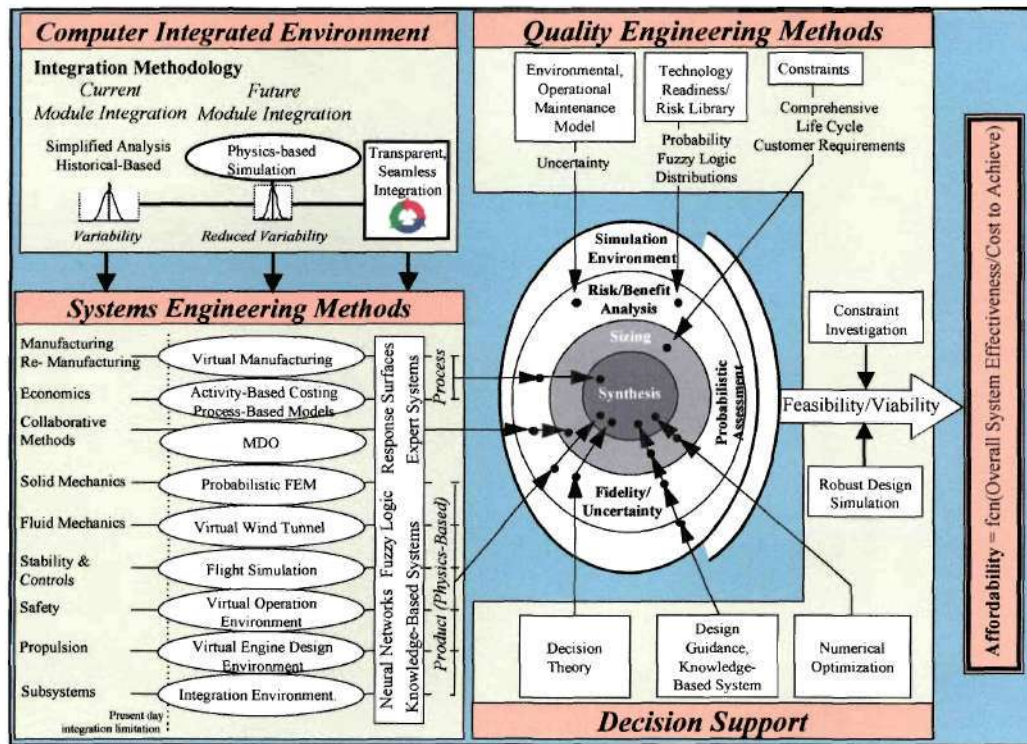 Computer Integrated Environment
Integration Methodology
Current
Module Integration
Future
Module Integration
Simplified Analysis
Historical-Based
Physics-based
Simulation
Transparent,
Seamless
Integration
Variability
Reduced Variability
Quality Engineering Methods
Environmental,
Operational
Maintenance
Model
Technology
Readiness/
Risk Library
Constraints
Uncertainty
Probability
Fuzzy Logic
Distributions
Comprehensive
Life Cycle
Customer Requirements
Systems Engineering Methods
Manufacturing
Re- Manufacturing
Virtual Manufacturing
Economics
Activity-Based Costing
Process-Based Models
Collaborative
Methods
MDO
Solid Mechanics
Probabilistic FEM
Fluid Mechanics
Virtual Wind Tunnel
Stability &
Controls
Flight Simulation
Safety
Virtual Operation
Environment
Propulsion
Virtual Engine Design
Environment
Subsystems
Integration Environment
Present day
integration limitation
Neural Networks Fuzzy Logic Response Surfaces
Knowledge-Based Systems Expert Systems
Process
Product (Physics-Based)
Simulation
Environment
Risk/Benefit
Analysis
Sizing
Synthesis
Probabilistic
Assessment
Fidelity/
Uncertainty
Constraint
Investigation
Feasibility/Viability
Robust Design
Simulation
Decision
Theory
Design
Guidance,
Knowledge-
Based System
Numerical
Optimization
Decision Support
Affordability = fcn(Overall System Effectiveness/Cost to Achieve)